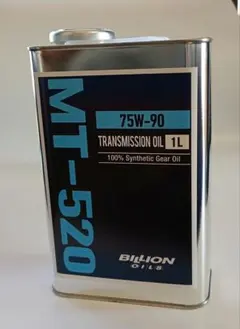 MT-520
75W-90
TRANSMISSION OIL 1L
100% Synthetic Gear Oil
BILLION
OILS